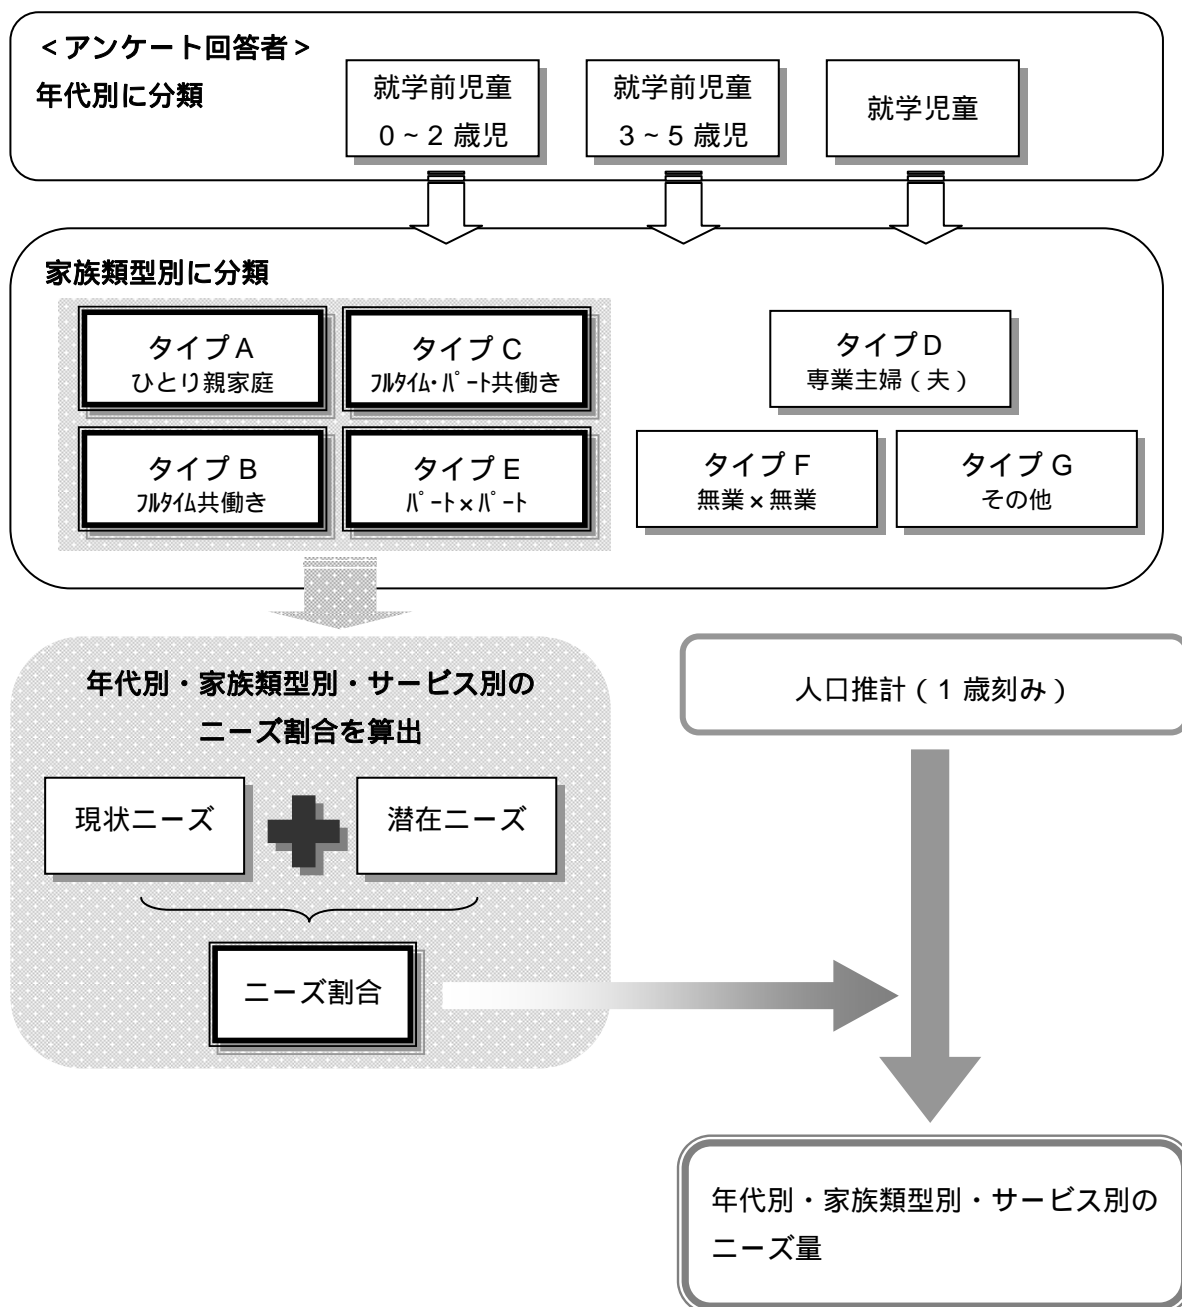 ＜アンケート回答者＞
年代別に分類
就学前児童
0～2歳児
就学前児童
3～5歳児
就学児童
家族類型別に分類
タイプA
ひとり親家庭
タイプC
ﾌﾙﾀｲﾑ･ﾊﾟｰﾄ共働き
タイプD
専業主婦（夫）
タイプB
ﾌﾙﾀｲﾑ共働き
タイプE
ﾊﾟｰﾄ×ﾊﾟｰﾄ
タイプF
無業×無業
タイプG
その他
年代別・家族類型別・サービス別の
ニーズ割合を算出
人口推計（1歳刻み）
現状ニーズ
潜在ニーズ
ニーズ割合
年代別・家族類型別・サービス別の
ニーズ量